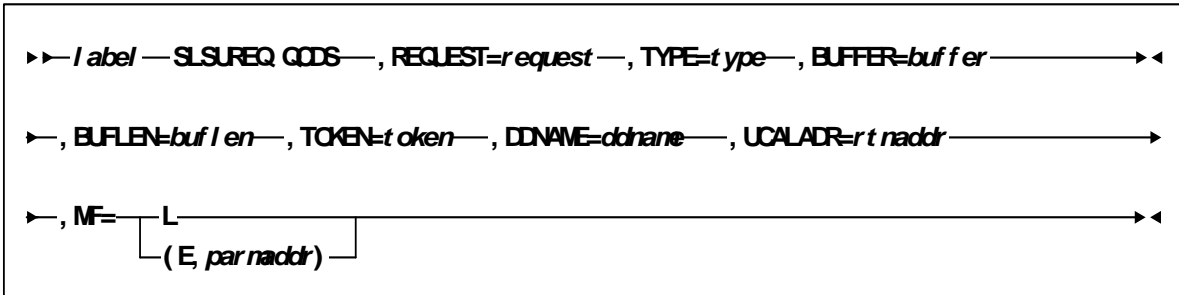 label SLSUREQ QCDS , REQUEST=request , TYPE=type , BUFFER=buffer
, BUFLEN=buflen , TOKEN=token , DDNAME=ddname , UCALADR=rtnaddr
, MF= L
(E, parmaddr)